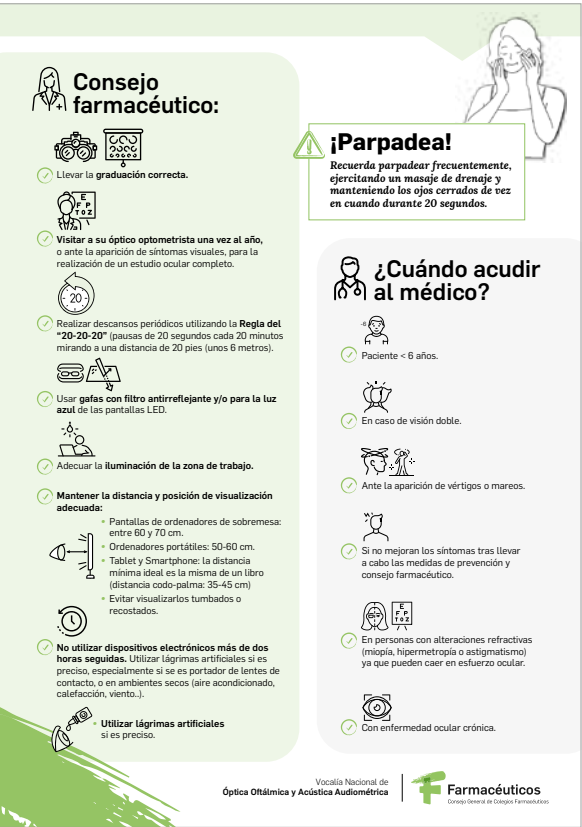 Consejo
farmacéutico:
Llevar la graduación correcta.
E
F P
T O Z
Visitar a su óptico optometrista una vez al año,
o ante la aparición de síntomas visuales, para la
realización de un estudio ocular completo.
20
Realizar descansos periódicos utilizando la Regla del
“20-20-20” (pausas de 20 segundos cada 20 minutos
mirando a una distancia de 20 pies (unos 6 metros).
Usar gafas con filtro antirreflejante y/o para la luz
azul de las pantallas LED.
Adecuar la iluminación de la zona de trabajo.
Mantener la distancia y posición de visualización
adecuada:
• Pantallas de ordenadores de sobremesa:
entre 60 y 70 cm.
• Ordenadores portátiles: 50-60 cm.
• Tablet y Smartphone: la distancia
mínima ideal es la misma de un libro
(distancia codo-palma: 35-45 cm)
• Evitar visualizarlos tumbados o
recostados.
No utilizar dispositivos electrónicos más de dos
horas seguidas. Utilizar lágrimas artificiales si es
preciso, especialmente si se es portador de lentes de
contacto, o en ambientes secos (aire acondicionado,
calefacción, viento..).
• Utilizar lágrimas artificiales
si es preciso.
¡Parpadea!
Recuerda parpadear frecuentemente,
ejercitando un masaje de drenaje y
manteniendo los ojos cerrados de vez
en cuando durante 20 segundos.
¿Cuándo acudir
al médico?
Paciente < 6 años.
En caso de visión doble.
Ante la aparición de vértigos o mareos.
Si no mejoran los síntomas tras llevar
a cabo las medidas de prevención y
consejo farmacéutico.
E
F P
T O Z
En personas con alteraciones refractivas
(miopía, hipermetropía o astigmatismo)
ya que pueden caer en esfuerzo ocular.
Con enfermedad ocular crónica.
Vocalía Nacional de
Óptica Oftálmica y Acústica Audiométrica
Farmacéuticos
Consejo General de Colegios Farmacéuticos